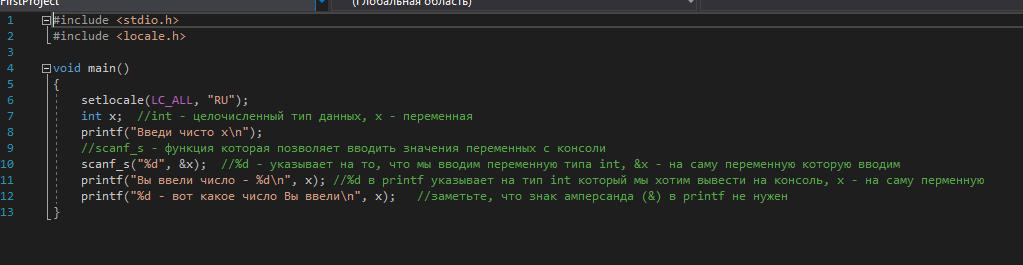 FirstProject (Глобальная область)
1 #include <stdio.h>
2 #include <locale.h>
3
4 void main()
5 {
6 setlocale(LC_ALL, "RU");
7 int x; //int - целочисленный тип данных, x - переменная
8 printf("Введи чисто x\n");
9 //scanf_s - функция которая позволяет вводить значения переменных с консоли
10 scanf_s("%d", &x); //%d - указывает на то, что мы вводим переменную типа int, &x - на саму переменную которую вводим
11 printf("Вы ввели число - %d\n", x); //%d в printf указывает на тип int который мы хотим вывести на консоль, x - на саму перменную
12 printf("%d - вот какое число Вы ввели\n", x); //заметьте, что знак амперсанда (&) в printf не нужен
13 }